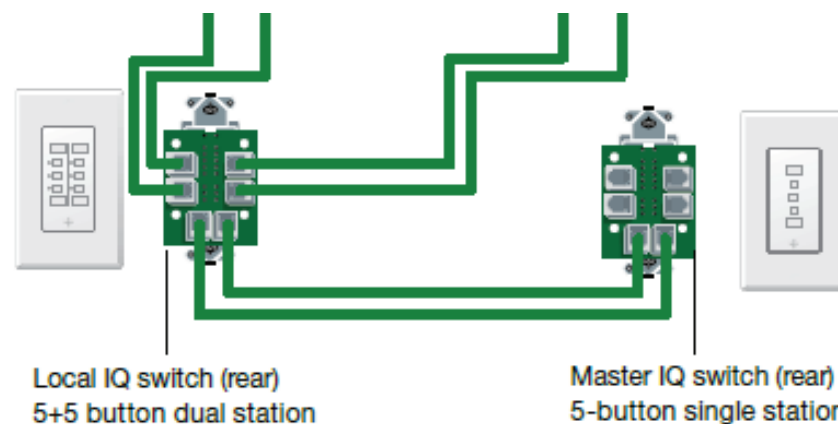 Local IQ switch (rear)
5+5 button dual station
Master IQ switch (rear)
5-button single station